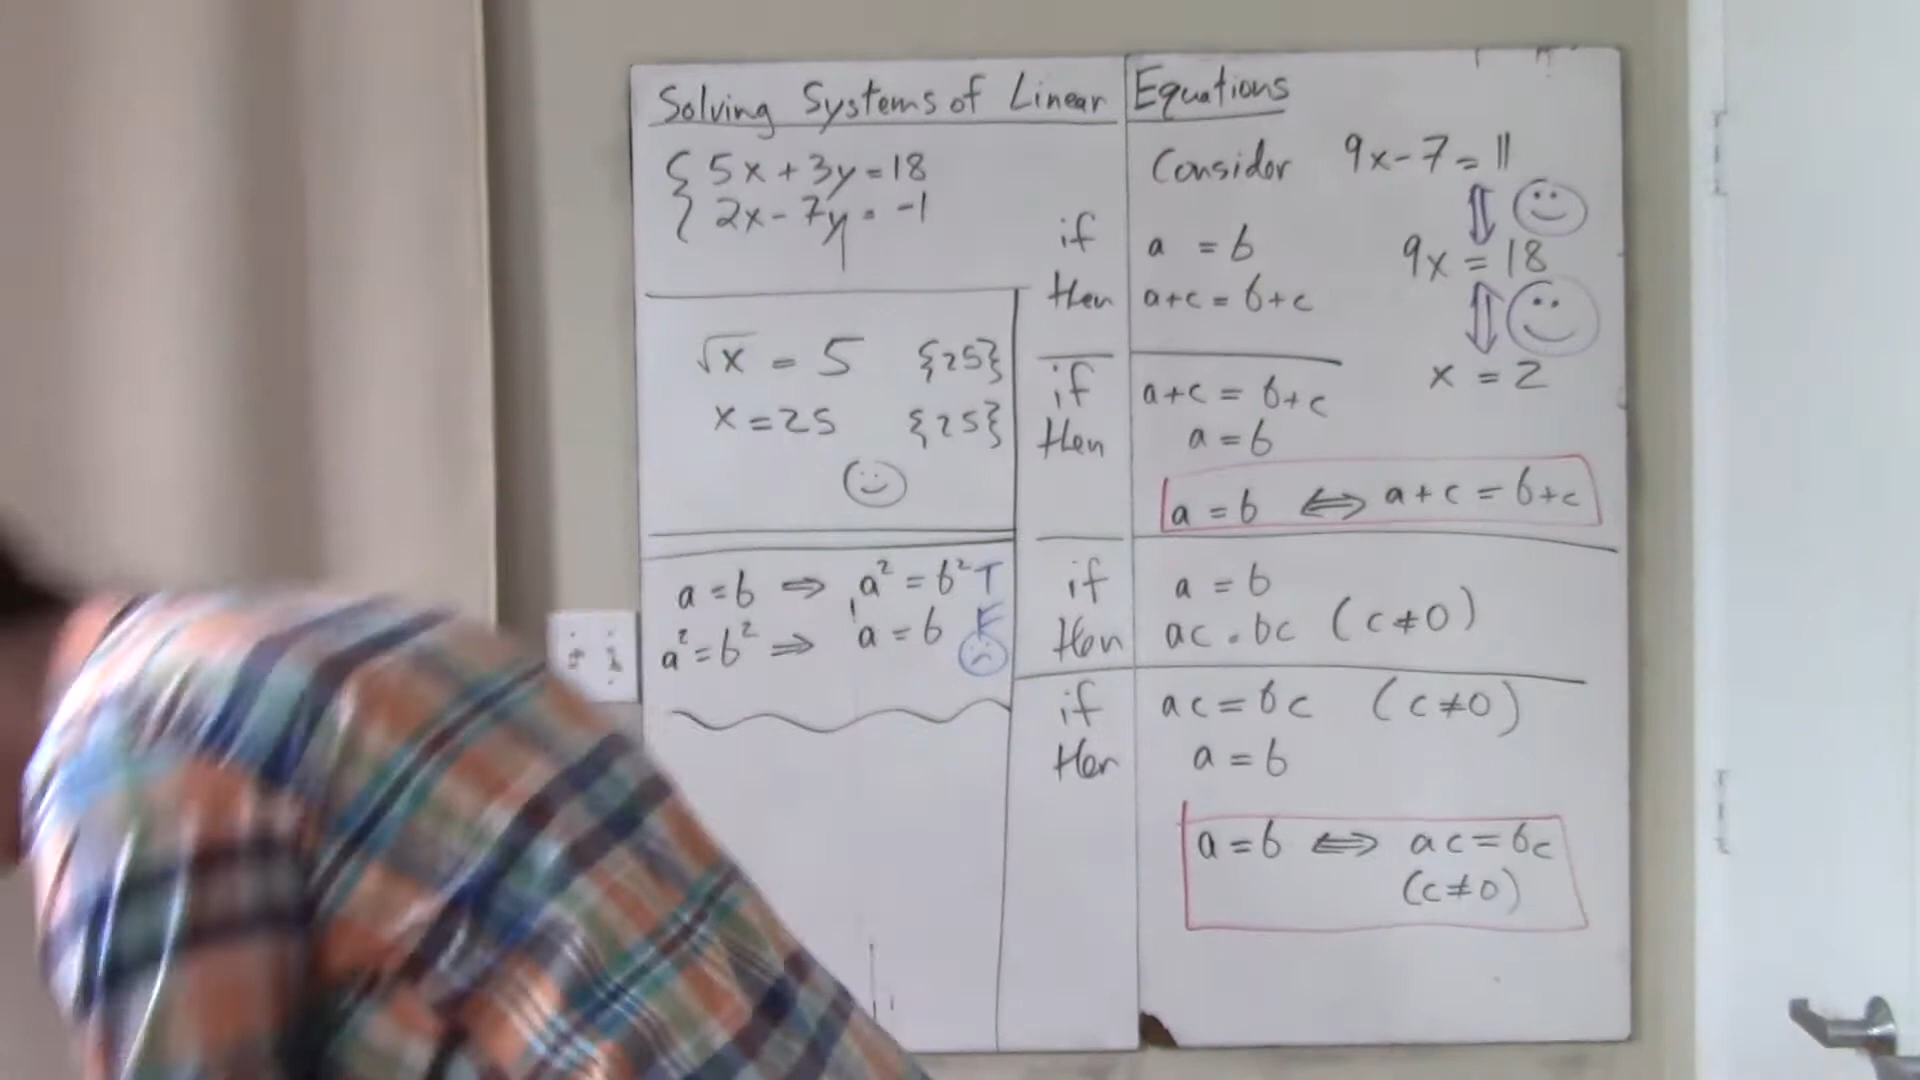 Solving Systems of Linear Equations
5x + 3y = 18
2x - 7y = -1
√x = 5 {25}
x = 25 {25}
a = b ⇒ a² = b² T
a² = b² ⇒ a = b F
Consider 9x - 7 = 11
⇕
9x = 18
⇕
x = 2
if a = b
then a+c = b+c
if a+c = b+c
then a = b
a = b ⇔ a+c = b+c
if a = b
then ac = bc (c≠0)
if ac = bc (c≠0)
then a = b
a = b ⇔ ac = bc
(c≠0)